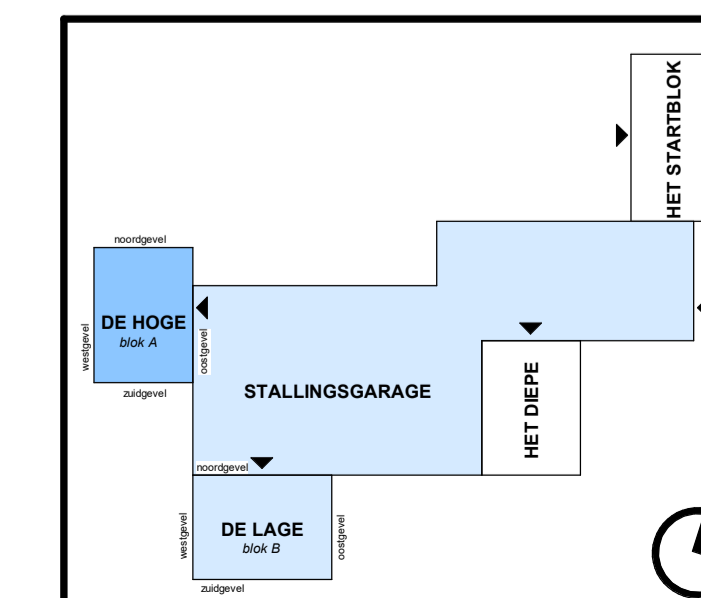 HET STARTBLOK
noordgevel
DE HOGE
blok A
westgevel
oostgevel
zuidgevel
STALLINGSGARAGE
HET DIEPE
noordgevel
DE LAGE
blok B
westgevel
oostgevel
zuidgevel